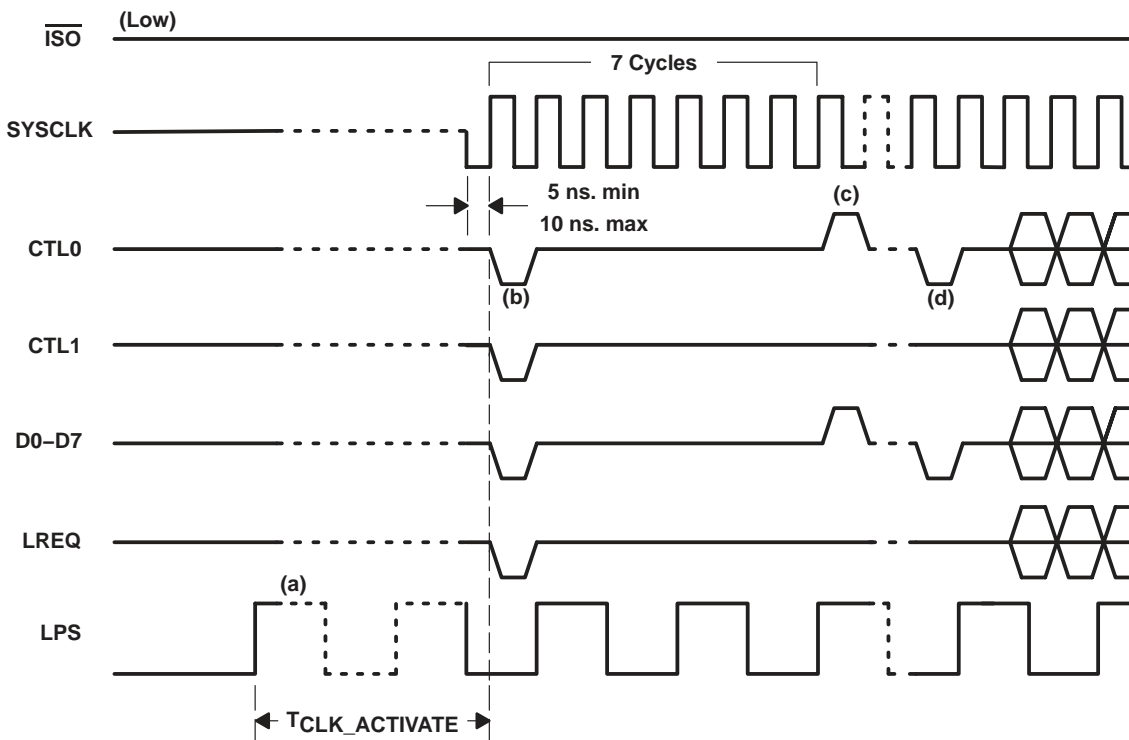 (Low)
ISO
7 Cycles
SYSCLK
5 ns. min
10 ns. max
(c)
CTL0
(b)
(d)
CTL1
D0–D7
LREQ
(a)
LPS
TCLK_ACTIVATE